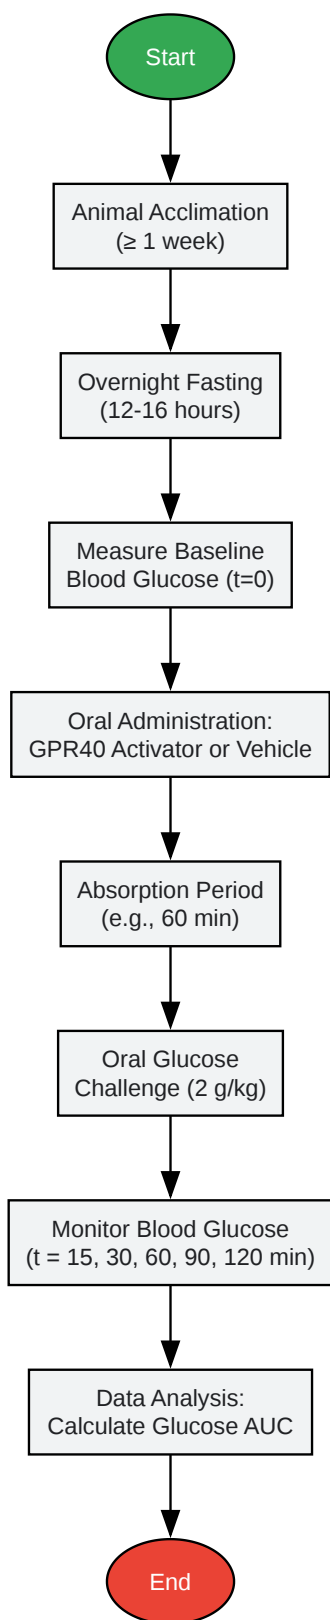 Start
Animal Acclimation
(≥ 1 week)
Overnight Fasting
(12-16 hours)
Measure Baseline
Blood Glucose (t=0)
Oral Administration:
GPR40 Activator or Vehicle
Absorption Period
(e.g., 60 min)
Oral Glucose
Challenge (2 g/kg)
Monitor Blood Glucose
(t = 15, 30, 60, 90, 120 min)
Data Analysis:
Calculate Glucose AUC
End